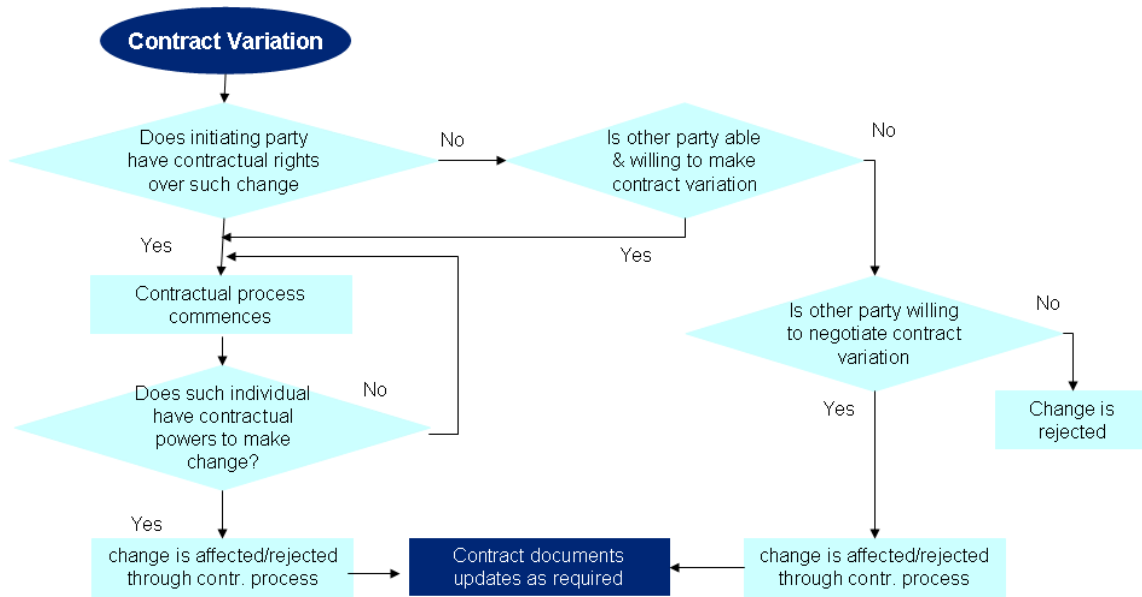 Contract Variation
Does initiating party
have contractual rights
over such change
No
Is other party able
& willing to make
contract variation
No
Yes
Yes
Contractual process
commences
Is other party willing
to negotiate contract
variation
No
Does such individual
have contractual
powers to make
change?
No
Yes
Change is
rejected
Yes
change is affected/rejected
through contr. process
Contract documents
updates as required
change is affected/rejected
through contr. process